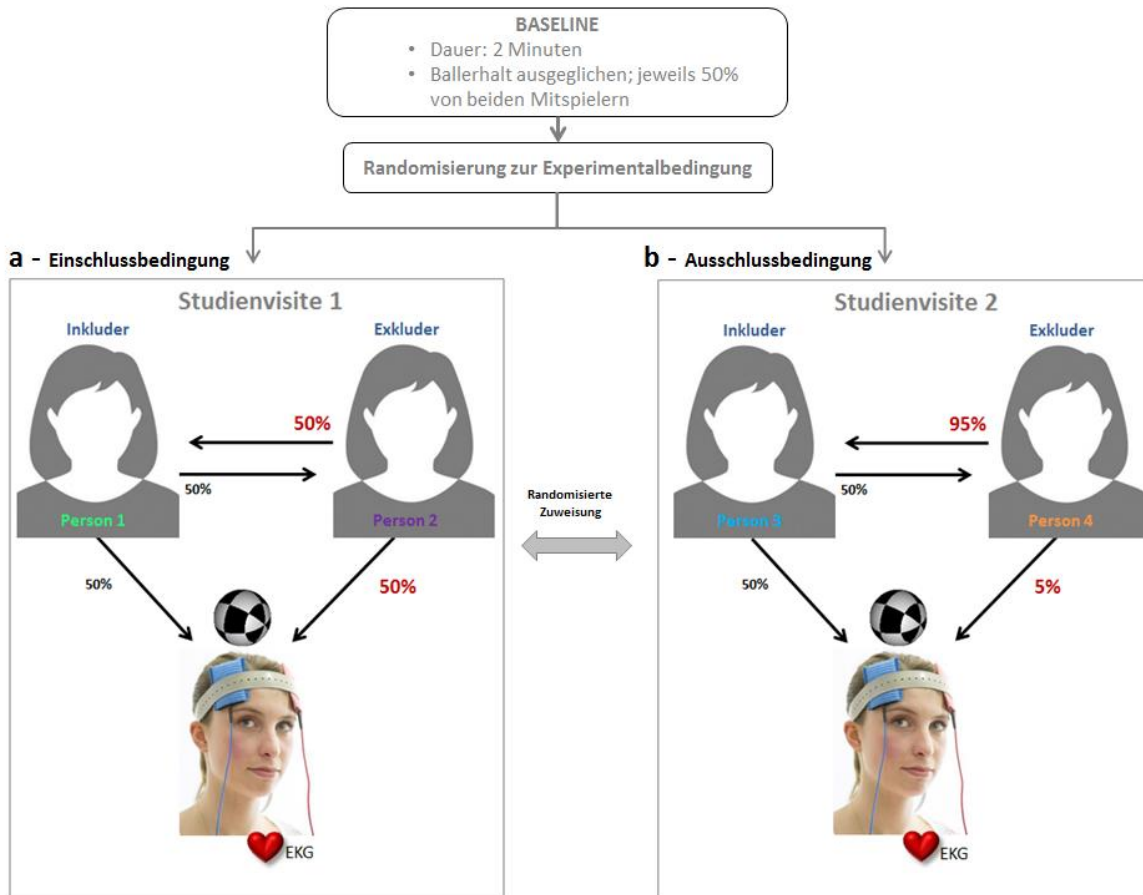 BASELINE
• Dauer: 2 Minuten
• Ballerhalt ausgeglichen; jeweils 50%
von beiden Mitspielern
Randomisierung zur Experimentalbedingung
a - Einschlussbedingung
Studienvisite 1
Inkluder
Exkluder
50%
50%
Person 1
Person 2
50%
50%
EKG
Randomisierte
Zuweisung
b - Ausschlussbedingung
Studienvisite 2
Inkluder
Exkluder
95%
50%
Person 3
Person 4
50%
5%
EKG